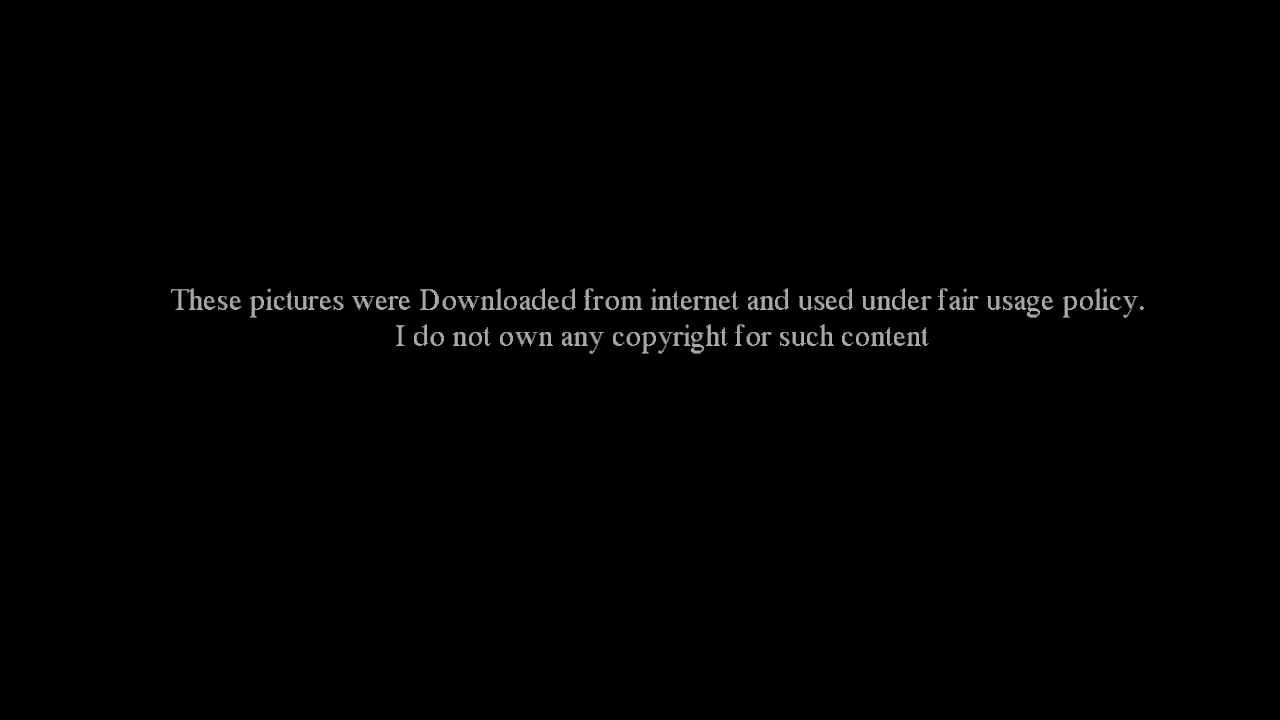 These pictures were Downloaded from internet and used under fair usage policy.
I do not own any copyright for such content